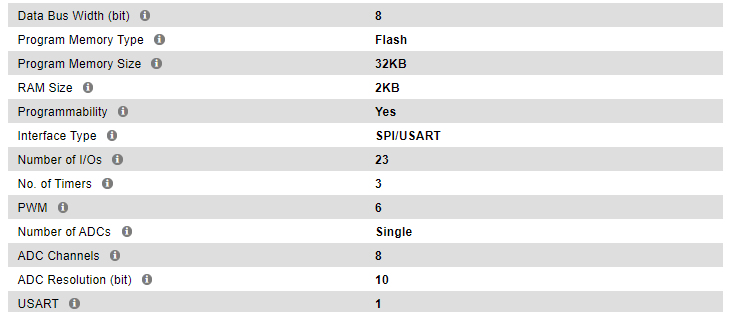 Data Bus Width (bit) 8
Program Memory Type Flash
Program Memory Size 32KB
RAM Size 2KB
Programmability Yes
Interface Type SPI/USART
Number of I/Os 23
No. of Timers 3
PWM 6
Number of ADCs Single
ADC Channels 8
ADC Resolution (bit) 10
USART 1